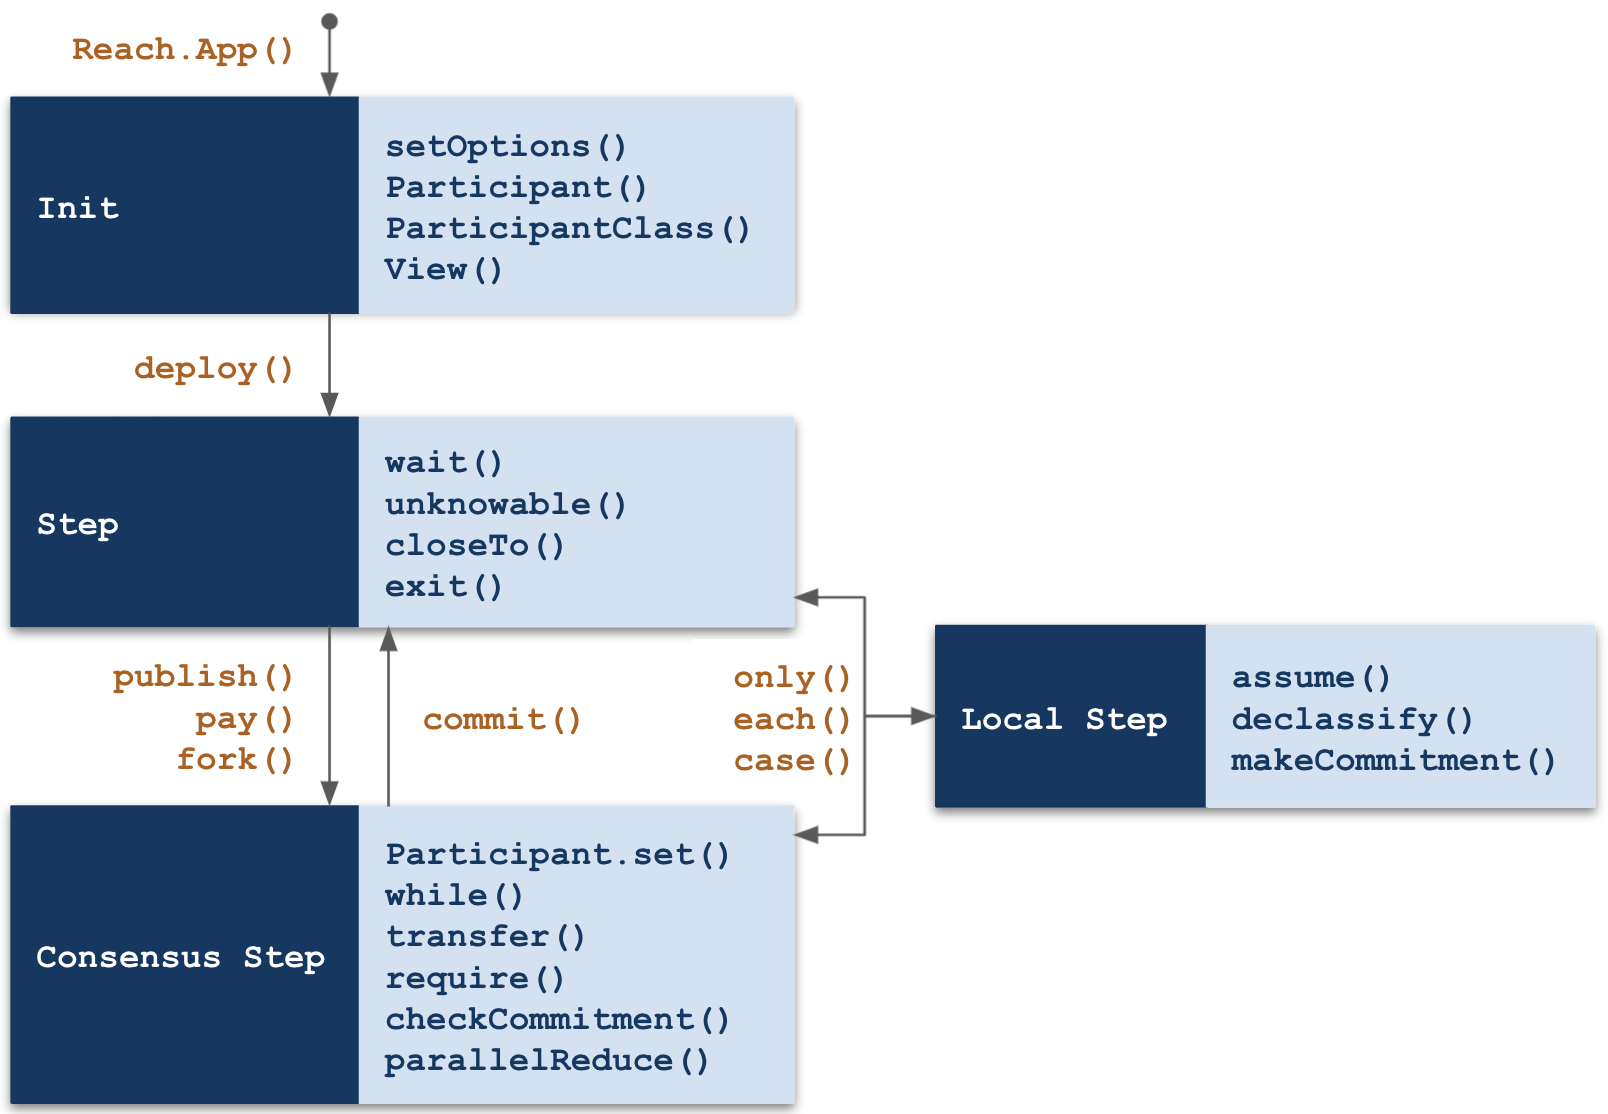 Reach.App()
Init
setOptions()
Participant()
ParticipantClass()
View()
deploy()
Step
wait()
unknowable()
closeTo()
exit()
publish()
pay()
fork()
commit()
only()
each()
case()
Local Step
assume()
declassify()
makeCommitment()
Consensus Step
Participant.set()
while()
transfer()
require()
checkCommitment()
parallelReduce()